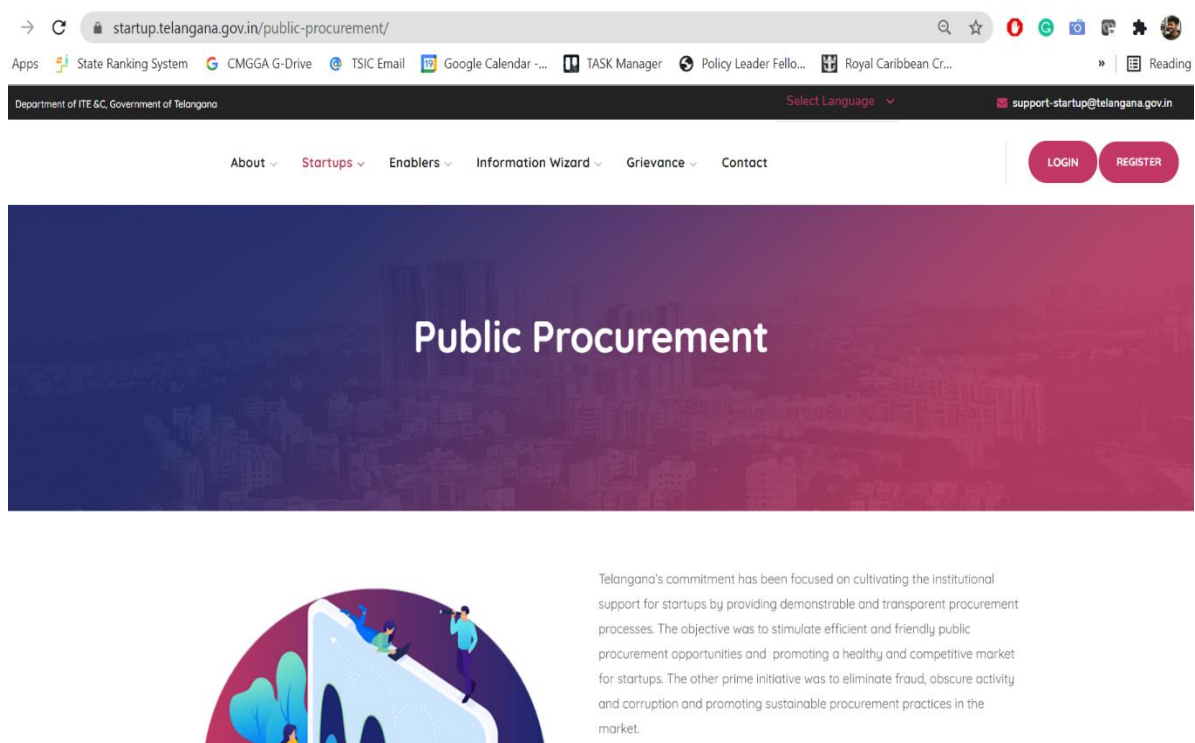 startup.telangana.gov.in/public-procurement/
Apps State Ranking System CMGGA G-Drive TSIC Email 19 Google Calendar -... TASK Manager Policy Leader Fello... Royal Caribbean Cr... » Reading
Department of ITE &C, Government of Telangana Select Language support-startup@telangana.gov.in
About Startups Enablers Information Wizard Grievance Contact LOGIN REGISTER
Public Procurement
Telangana's commitment has been focused on cultivating the institutional
support for startups by providing demonstrable and transparent procurement
processes. The objective was to stimulate efficient and friendly public
procurement opportunities and promoting a healthy and competitive market
for startups. The other prime initiative was to eliminate fraud, obscure activity
and corruption and promoting sustainable procurement practices in the
market.